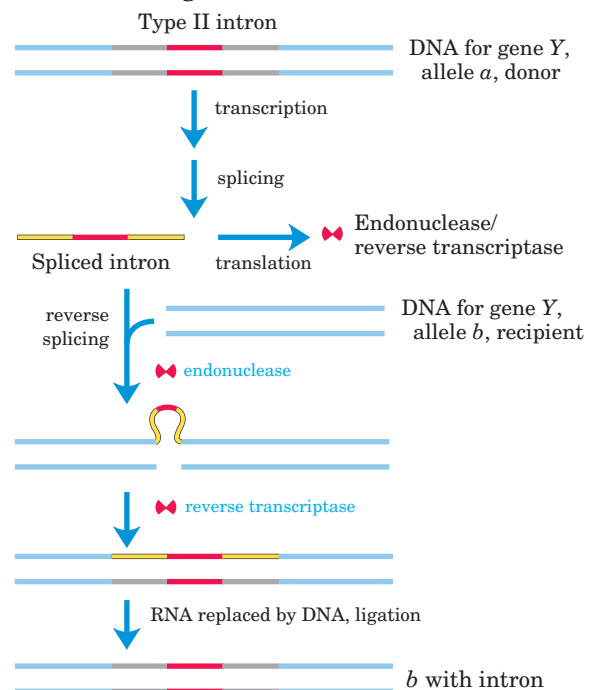 Type II intron
DNA for gene Y,
allele a, donor
transcription
splicing
Endonuclease/
reverse transcriptase
Spliced intron
translation
reverse
splicing
DNA for gene Y,
allele b, recipient
endonuclease
reverse transcriptase
RNA replaced by DNA, ligation
b with intron